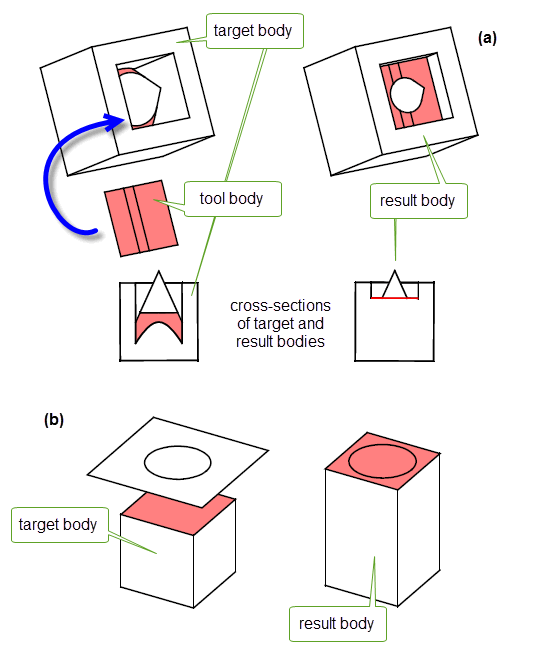 target body
(a)
tool body
result body
cross-sections
of target and
result bodies
(b)
target body
result body